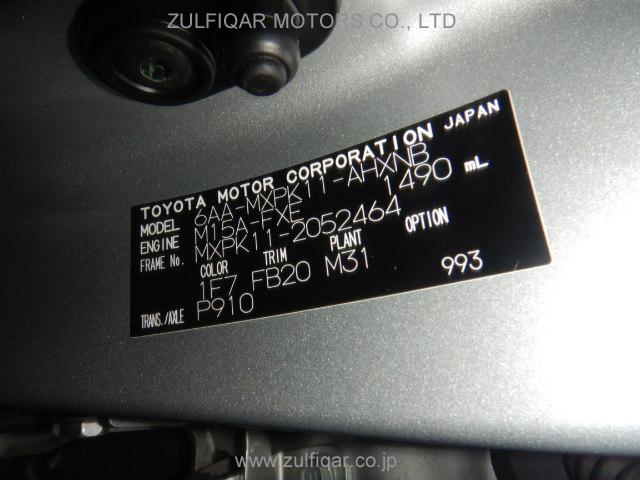 ZULFIQAR MOTORS CO., LTD
TOYOTA MOTOR CORPORATION JAPAN
MODEL 6AA-MXPK11-AHXNB
ENGINE M15A-FXE 1490 mL
FRAME No. MXPK11-2052464
COLOR TRIM PLANT OPTION
1F7 FB20 M31 993
TRANS./AXLE P910
www.zulfiqar.co.jp